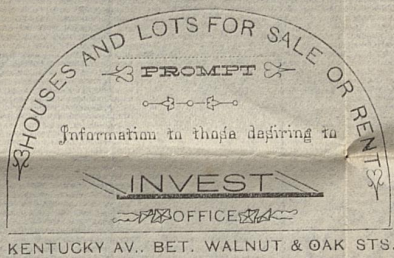 HOUSES AND LOTS FOR SALE OR RENT
PROMPT
Information to those desiring to
INVEST
OFFICE
KENTUCKY AV., BET. WALNUT & OAK STS.